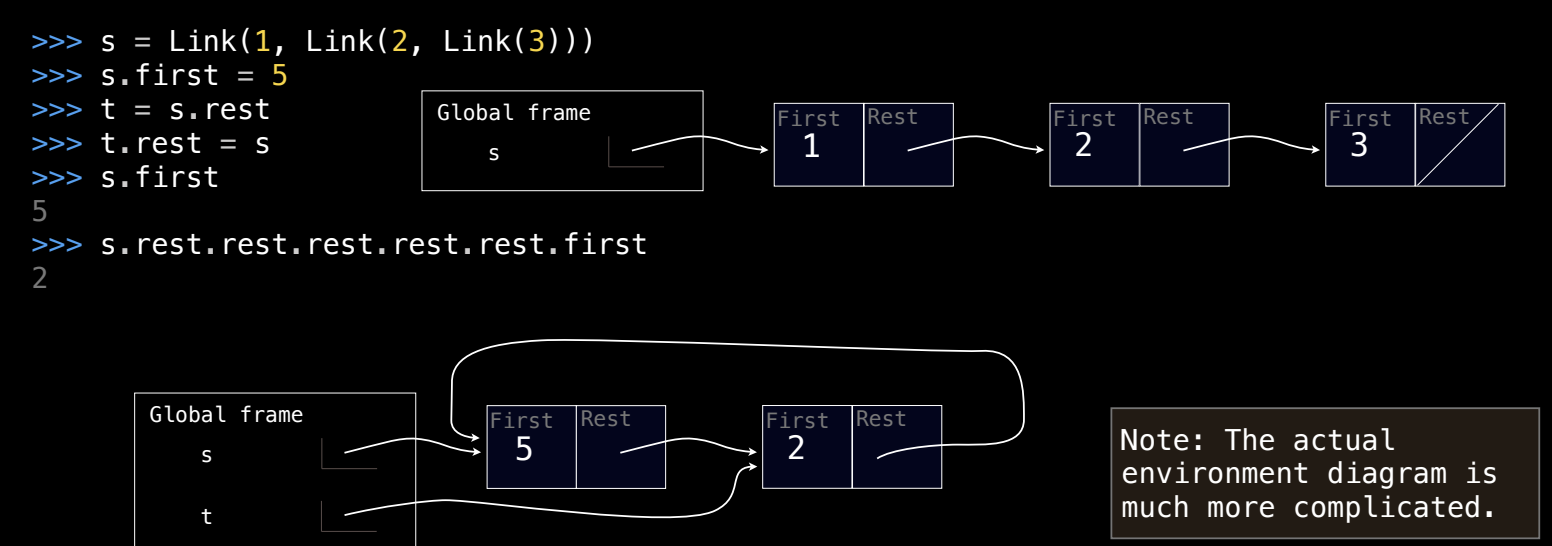 >>> s = Link(1, Link(2, Link(3)))
>>> s.first = 5
>>> t = s.rest
>>> t.rest = s
>>> s.first
5
>>> s.rest.rest.rest.rest.rest.first
2
Global frame
s
First Rest
1
First Rest
2
First Rest
3
Global frame
s
t
First Rest
5
First Rest
2
Note: The actual
environment diagram is
much more complicated.